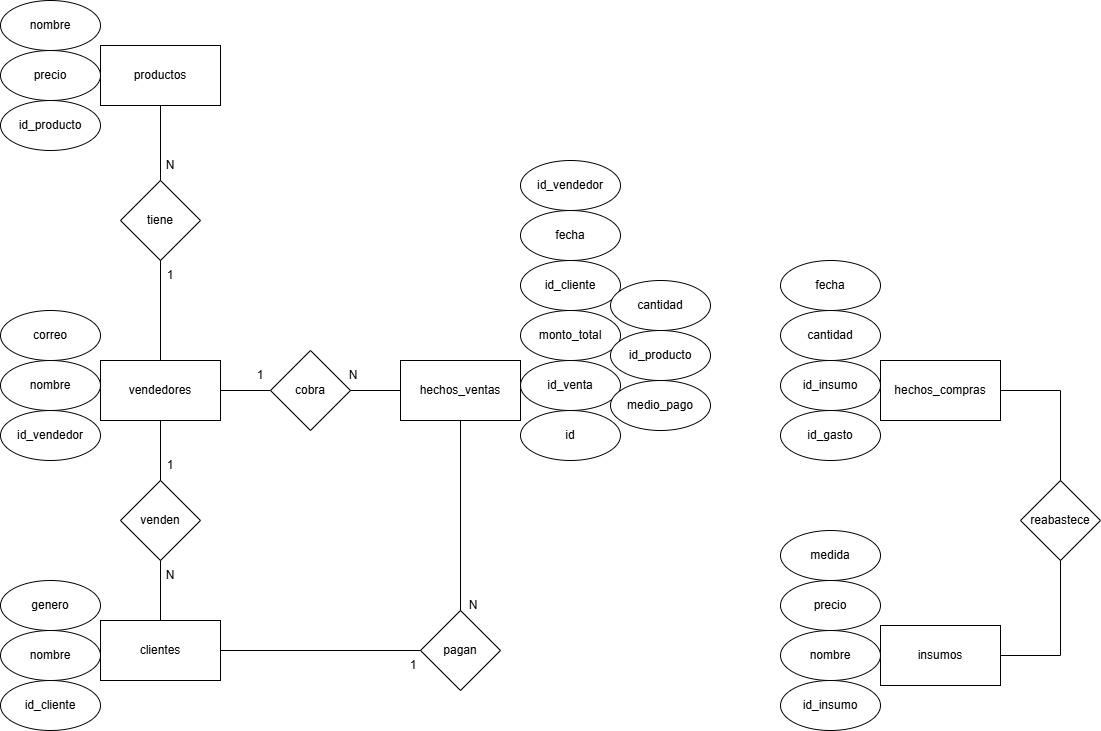 nombre
precio
productos
id_producto
N
tiene
1
correo
nombre
vendedores
id_vendedor
1
cobra
N
hechos_ventas
id_vendedor
fecha
id_cliente
cantidad
monto_total
id_producto
id_venta
medio_pago
id
1
venden
N
genero
nombre
clientes
id_cliente
1
pagan
N
fecha
cantidad
id_insumo
hechos_compras
id_gasto
reabastece
medida
precio
nombre
insumos
id_insumo